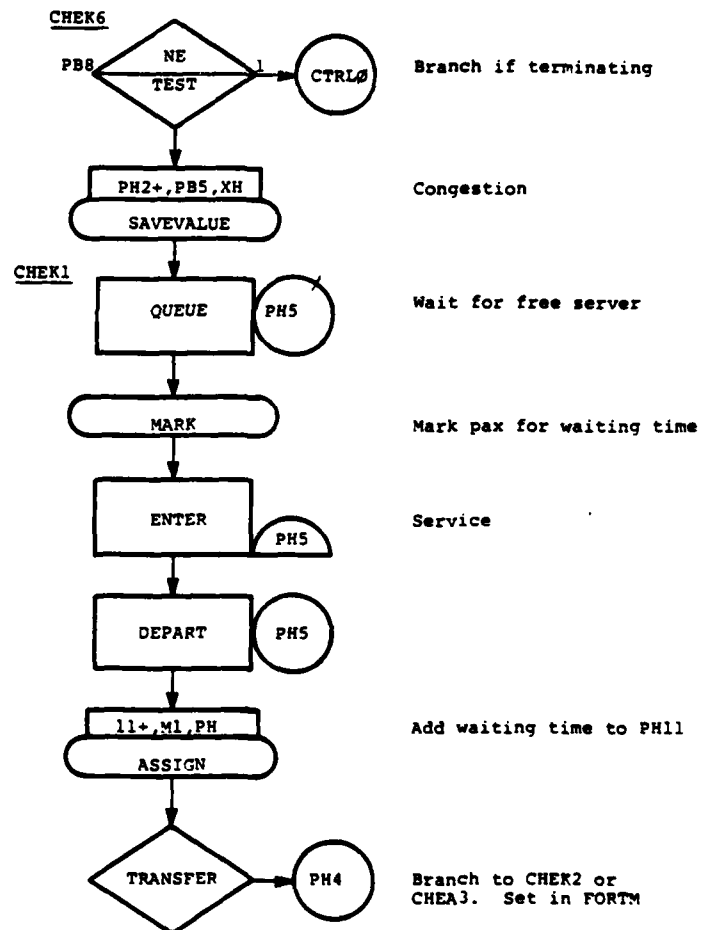 CHEK6
PB8
NE
TEST
1
CTRLØ
Branch if terminating
PH2+,PB5,XH
SAVEVALUE
Congestion
CHEK1
QUEUE
PH5
Wait for free server
MARK
Mark pax for waiting time
ENTER
PH5
Service
DEPART
PH5
11+,M1,PH
ASSIGN
Add waiting time to PH11
TRANSFER
PH4
Branch to CHEK2 or
CHEA3. Set in FORTM